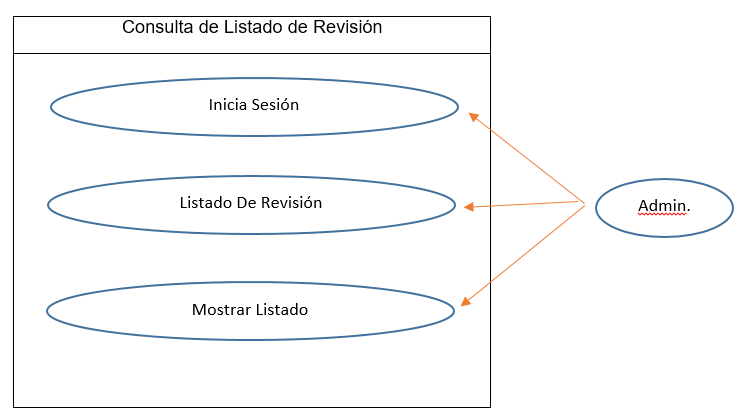 Consulta de Listado de Revisión
Inicia Sesión
Listado De Revisión
Admin.
Mostrar Listado